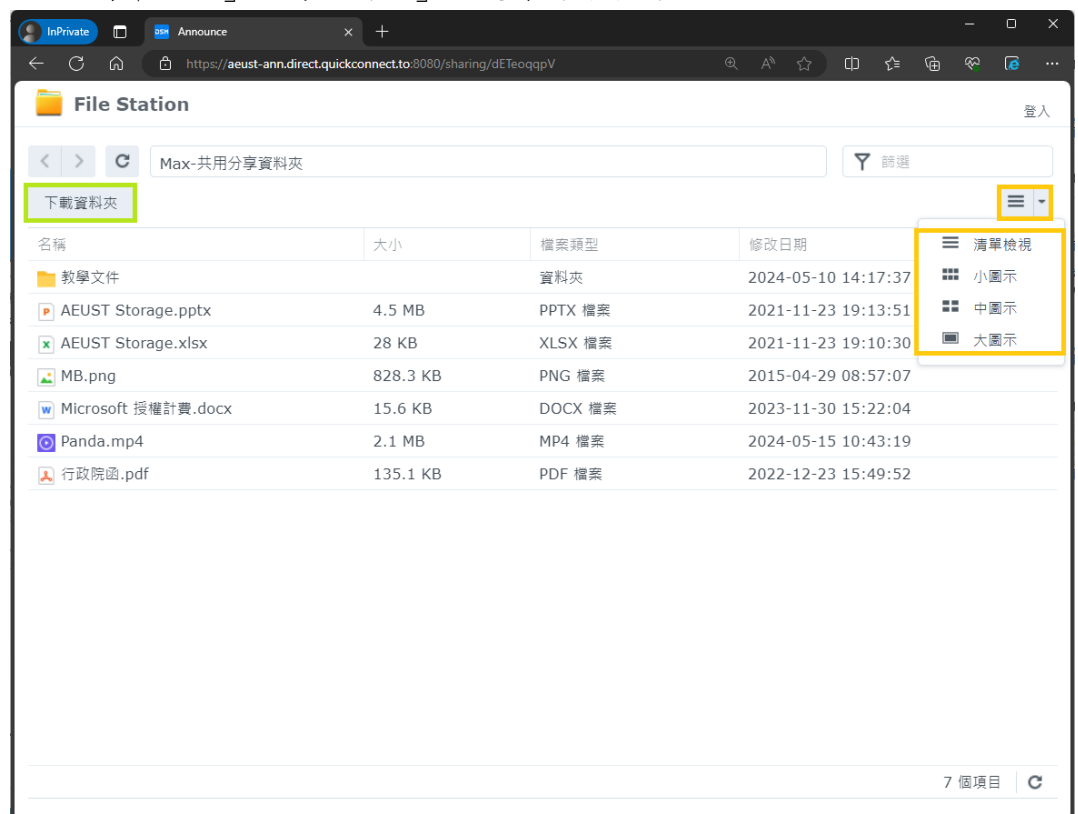 InPrivate DSM Announce
https://aeust-ann.direct.quickconnect.to:8080/sharing/dETeoqqpV
File Station
登入
Max-共用分享資料夾 篩選
下載資料夾
名稱 大小 檔案類型 修改日期
清單檢視
小圖示
中圖示
大圖示
教學文件 資料夾 2024-05-10 14:17:37
AEUST Storage.pptx 4.5 MB PPTX 檔案 2021-11-23 19:13:51
AEUST Storage.xlsx 28 KB XLSX 檔案 2021-11-23 19:10:30
MB.png 828.3 KB PNG 檔案 2015-04-29 08:57:07
Microsoft 授權計費.docx 15.6 KB DOCX 檔案 2023-11-30 15:22:04
Panda.mp4 2.1 MB MP4 檔案 2024-05-15 10:43:19
行政院函.pdf 135.1 KB PDF 檔案 2022-12-23 15:49:52
7 個項目